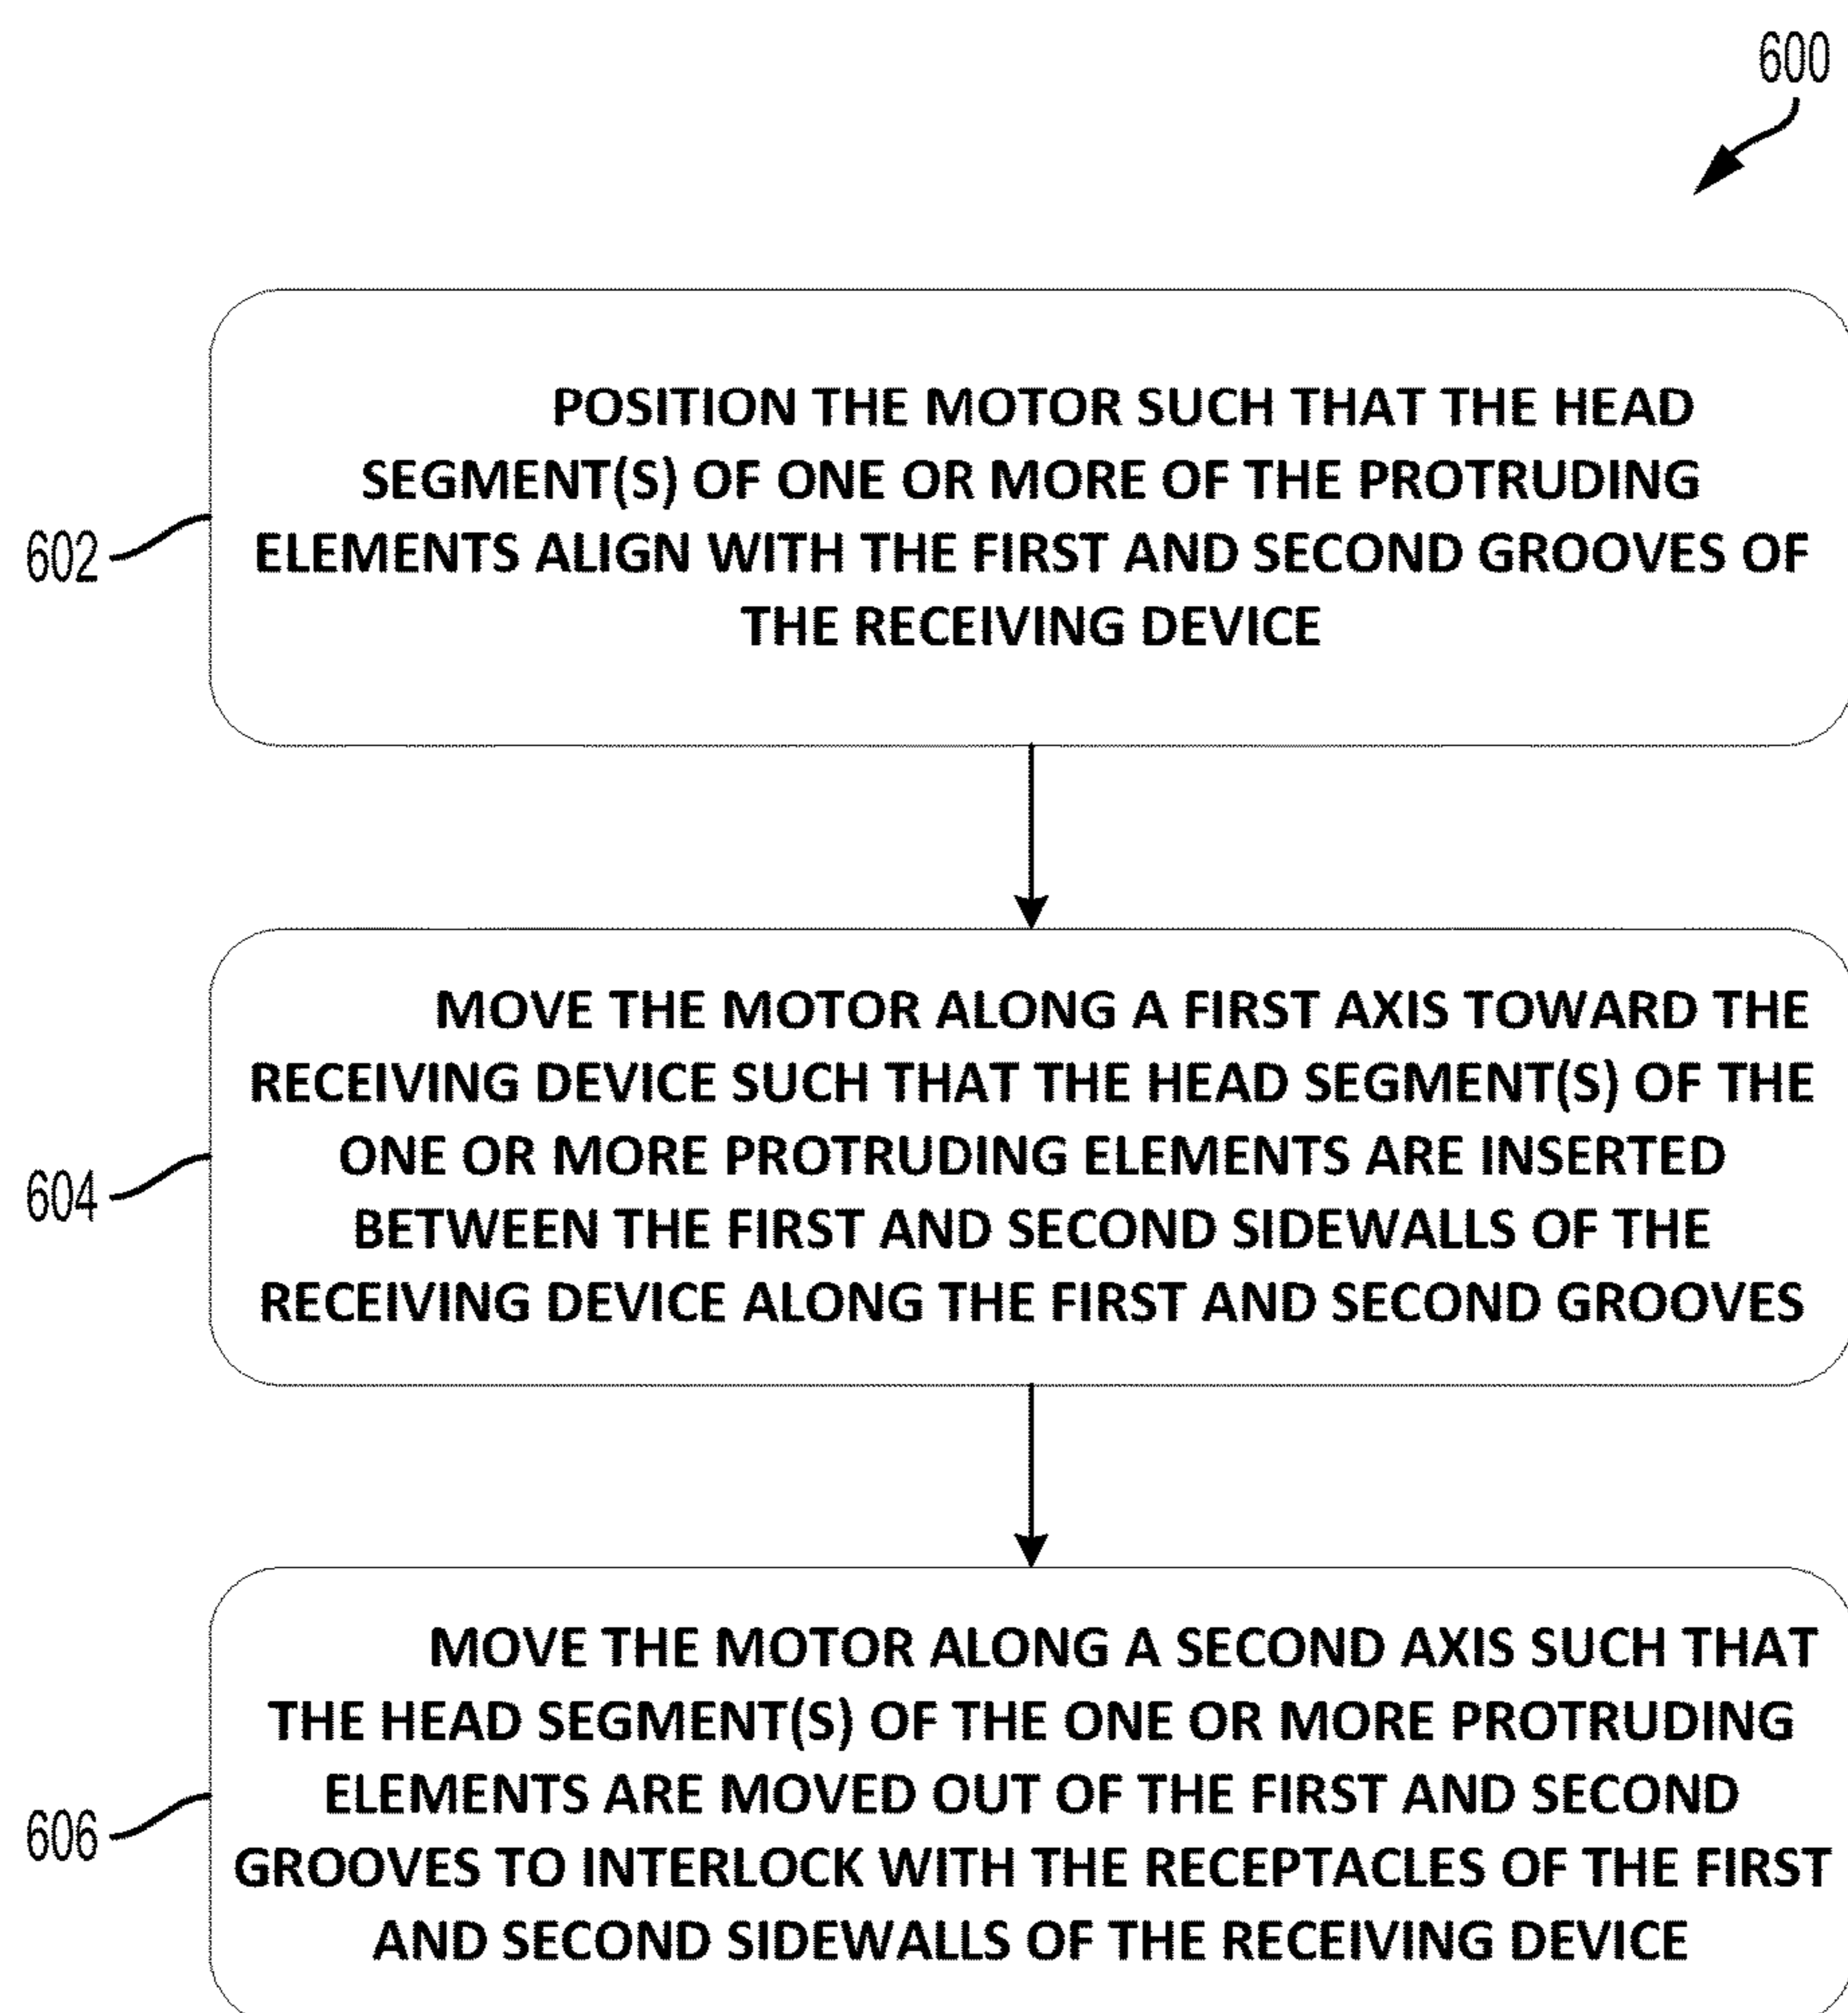 600
POSITION THE MOTOR SUCH THAT THE HEAD
SEGMENT(S) OF ONE OR MORE OF THE PROTRUDING
ELEMENTS ALIGN WITH THE FIRST AND SECOND GROOVES OF
THE RECEIVING DEVICE
602
MOVE THE MOTOR ALONG A FIRST AXIS TOWARD THE
RECEIVING DEVICE SUCH THAT THE HEAD SEGMENT(S) OF THE
ONE OR MORE PROTRUDING ELEMENTS ARE INSERTED
BETWEEN THE FIRST AND SECOND SIDEWALLS OF THE
RECEIVING DEVICE ALONG THE FIRST AND SECOND GROOVES
604
MOVE THE MOTOR ALONG A SECOND AXIS SUCH THAT
THE HEAD SEGMENT(S) OF THE ONE OR MORE PROTRUDING
ELEMENTS ARE MOVED OUT OF THE FIRST AND SECOND
GROOVES TO INTERLOCK WITH THE RECEPTACLES OF THE FIRST
AND SECOND SIDEWALLS OF THE RECEIVING DEVICE
606